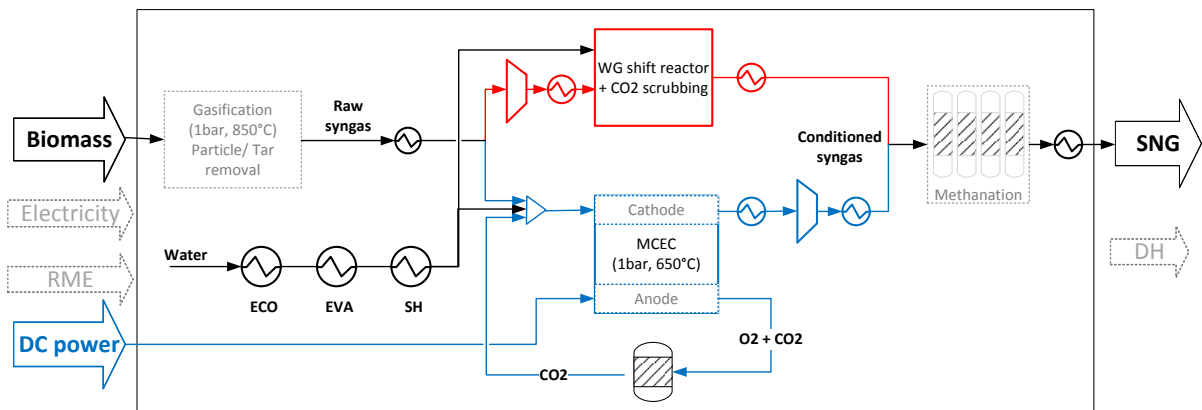 Biomass
Electricity
RME
DC power
Gasification
(1bar, 850°C)
Particle/ Tar
removal
Raw
syngas
Water
ECO
EVA
SH
WG shift reactor
+ CO2 scrubbing
Cathode
MCEC
(1bar, 650°C)
Anode
O2 + CO2
CO2
Conditioned
syngas
Methanation
SNG
DH